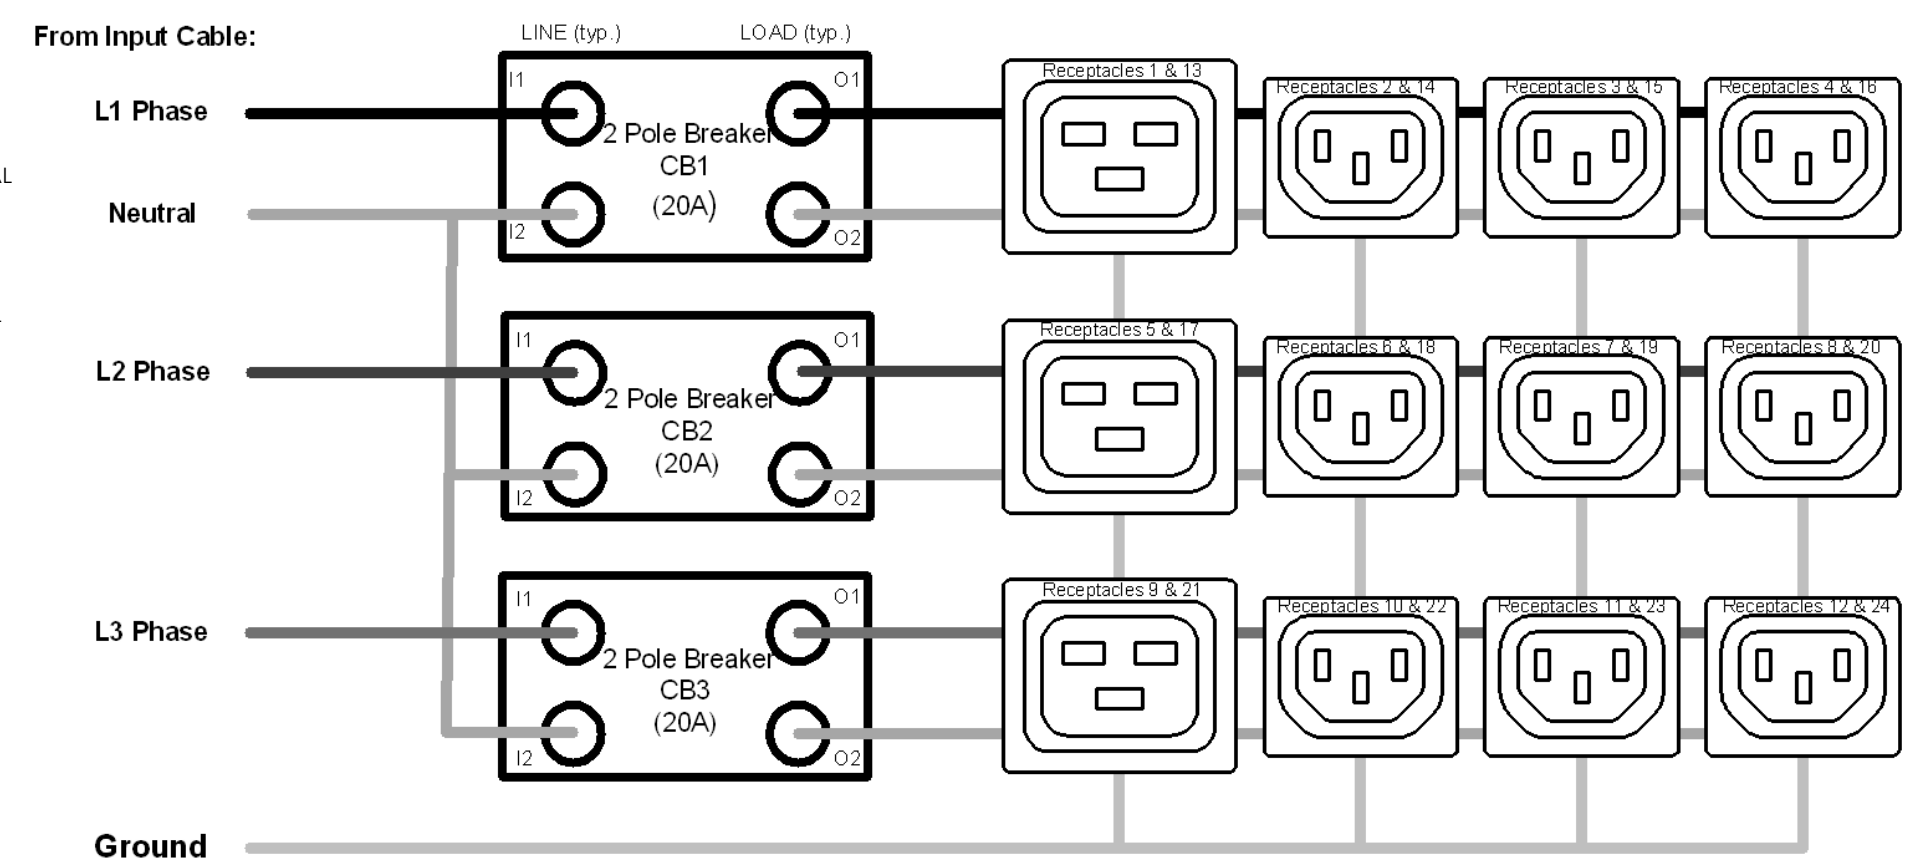 From Input Cable:
LINE (typ.)
LOAD (typ.)
L1 Phase
I1
O1
2 Pole Breaker
CB1
(20A)
Neutral
I2
O2
Receptacles 1 & 13
Receptacles 2 & 14
Receptacles 3 & 15
Receptacles 4 & 16
L2 Phase
I1
O1
2 Pole Breaker
CB2
(20A)
I2
O2
Receptacles 5 & 17
Receptacles 6 & 18
Receptacles 7 & 19
Receptacles 8 & 20
L3 Phase
I1
O1
2 Pole Breaker
CB3
(20A)
I2
O2
Receptacles 9 & 21
Receptacles 10 & 22
Receptacles 11 & 23
Receptacles 12 & 24
Ground